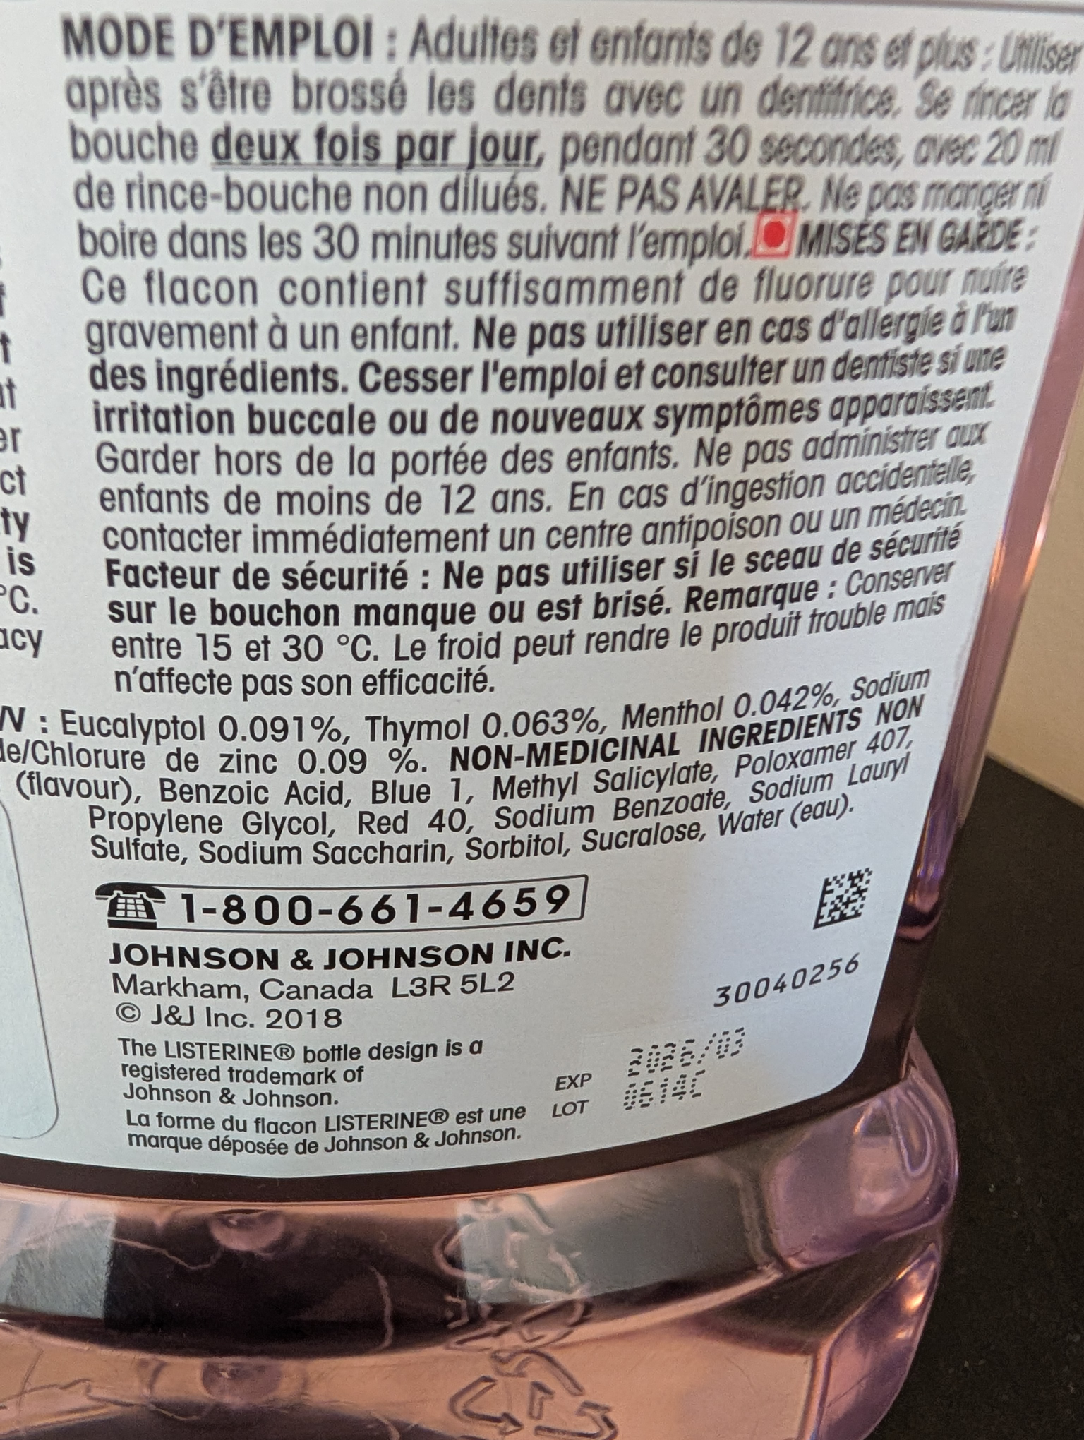 MODE D'EMPLOI : Adultes et enfants de 12 ans et plus : Utiliser
après s'être brossé les dents avec un dentifrice. Se rincer la
bouche deux fois par jour, pendant 30 secondes, avec 20 ml
de rince-bouche non dilués. NE PAS AVALER. Ne pas manger ni
boire dans les 30 minutes suivant l'emploi. MISES EN GARDE :
Ce flacon contient suffisamment de fluorure pour nuire
gravement à un enfant. Ne pas utiliser en cas d'allergie à l'un
des ingrédients. Cesser l'emploi et consulter un dentiste si une
irritation buccale ou de nouveaux symptômes apparaissent.
Garder hors de la portée des enfants. Ne pas administrer aux
enfants de moins de 12 ans. En cas d'ingestion accidentelle,
contacter immédiatement un centre antipoison ou un médecin.
Facteur de sécurité : Ne pas utiliser si le sceau de sécurité
sur le bouchon manque ou est brisé. Remarque : Conserver
entre 15 et 30 °C. Le froid peut rendre le produit trouble mais
n'affecte pas son efficacité.
is
°C.
: Eucalyptol 0.091%, Thymol 0.063%, Menthol 0.042%, Sodium
/Chlorure de zinc 0.09 %. NON-MEDICINAL INGREDIENTS NON
(flavour), Benzoic Acid, Blue 1, Methyl Salicylate, Poloxamer 407,
Propylene Glycol, Red 40, Sodium Benzoate, Sodium Lauryl
Sulfate, Sodium Saccharin, Sorbitol, Sucralose, Water (eau).
1-800-661-4659
JOHNSON & JOHNSON INC.
Markham, Canada L3R 5L2
© J&J Inc. 2018
30040256
The LISTERINE® bottle design is a
registered trademark of
Johnson & Johnson.
La forme du flacon LISTERINE® est une
marque déposée de Johnson & Johnson.
EXP 2026/03
LOT 0614C